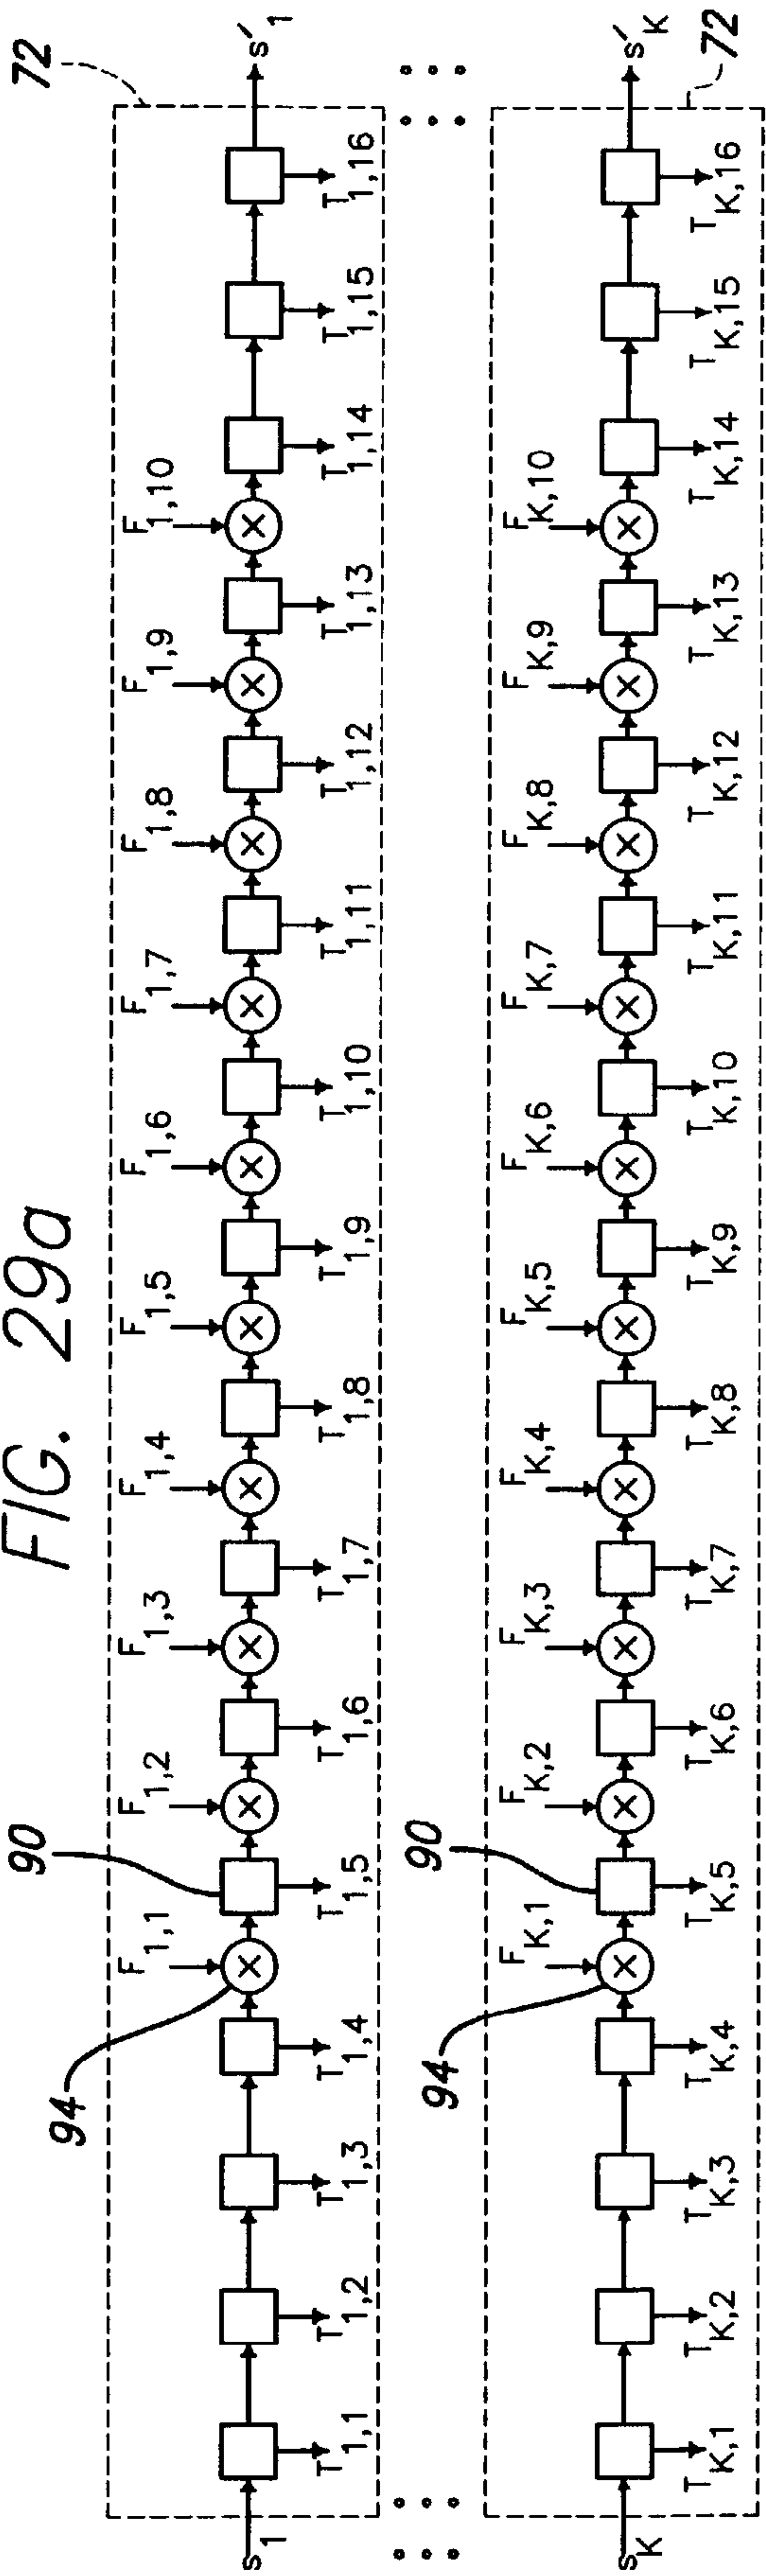 FIG. 29a
72
F1,1 F1,2 F1,3 F1,4 F1,5 F1,6 F1,7 F1,8 F1,9 F1,10
94 90
s1 s′1
T1,1 T1,2 T1,3 T1,4 T1,5 T1,6 T1,7 T1,8 T1,9 T1,10 T1,11 T1,12 T1,13 T1,14 T1,15 T1,16
94 90
FK,1 FK,2 FK,3 FK,4 FK,5 FK,6 FK,7 FK,8 FK,9 FK,10
sK s′K
TK,1 TK,2 TK,3 TK,4 TK,5 TK,6 TK,7 TK,8 TK,9 TK,10 TK,11 TK,12 TK,13 TK,14 TK,15 TK,16
72